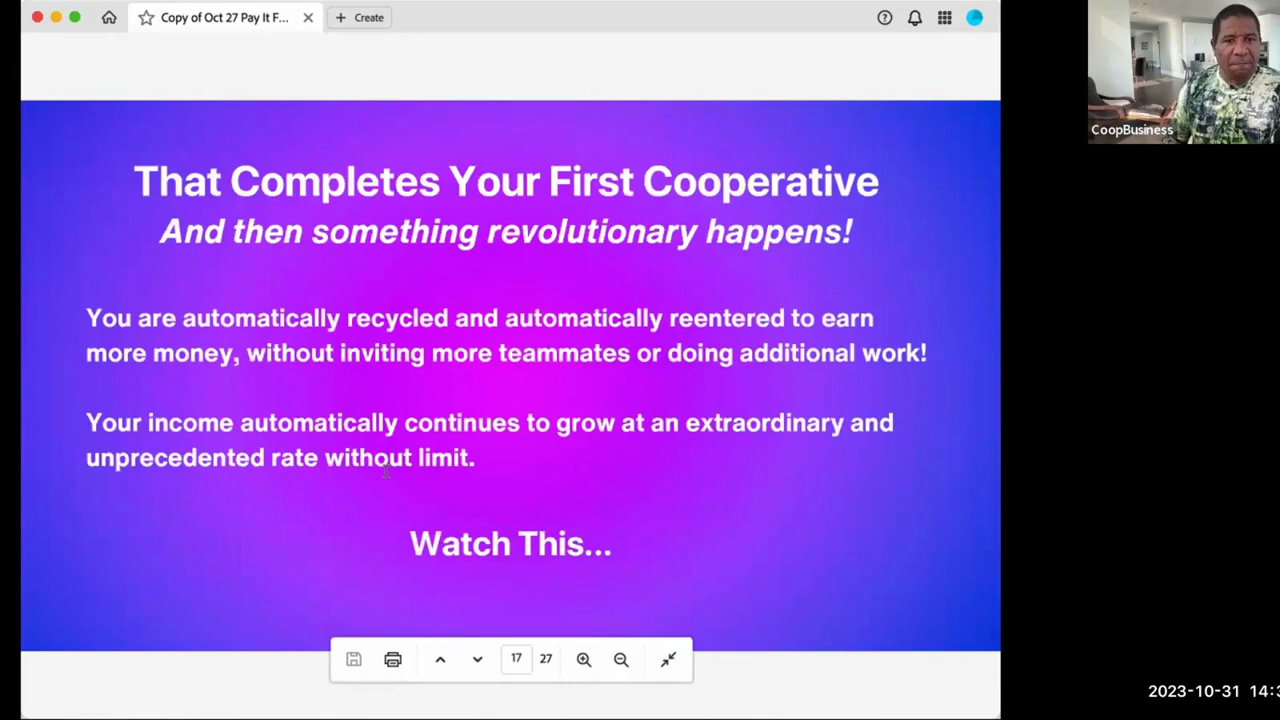 Copy of Oct 27 Pay It F...
Create
CoopBusiness
That Completes Your First Cooperative
And then something revolutionary happens!
You are automatically recycled and automatically reentered to earn
more money, without inviting more teammates or doing additional work!
Your income automatically continues to grow at an extraordinary and
unprecedented rate without limit.
Watch This...
17 27
2023-10-31 14:3